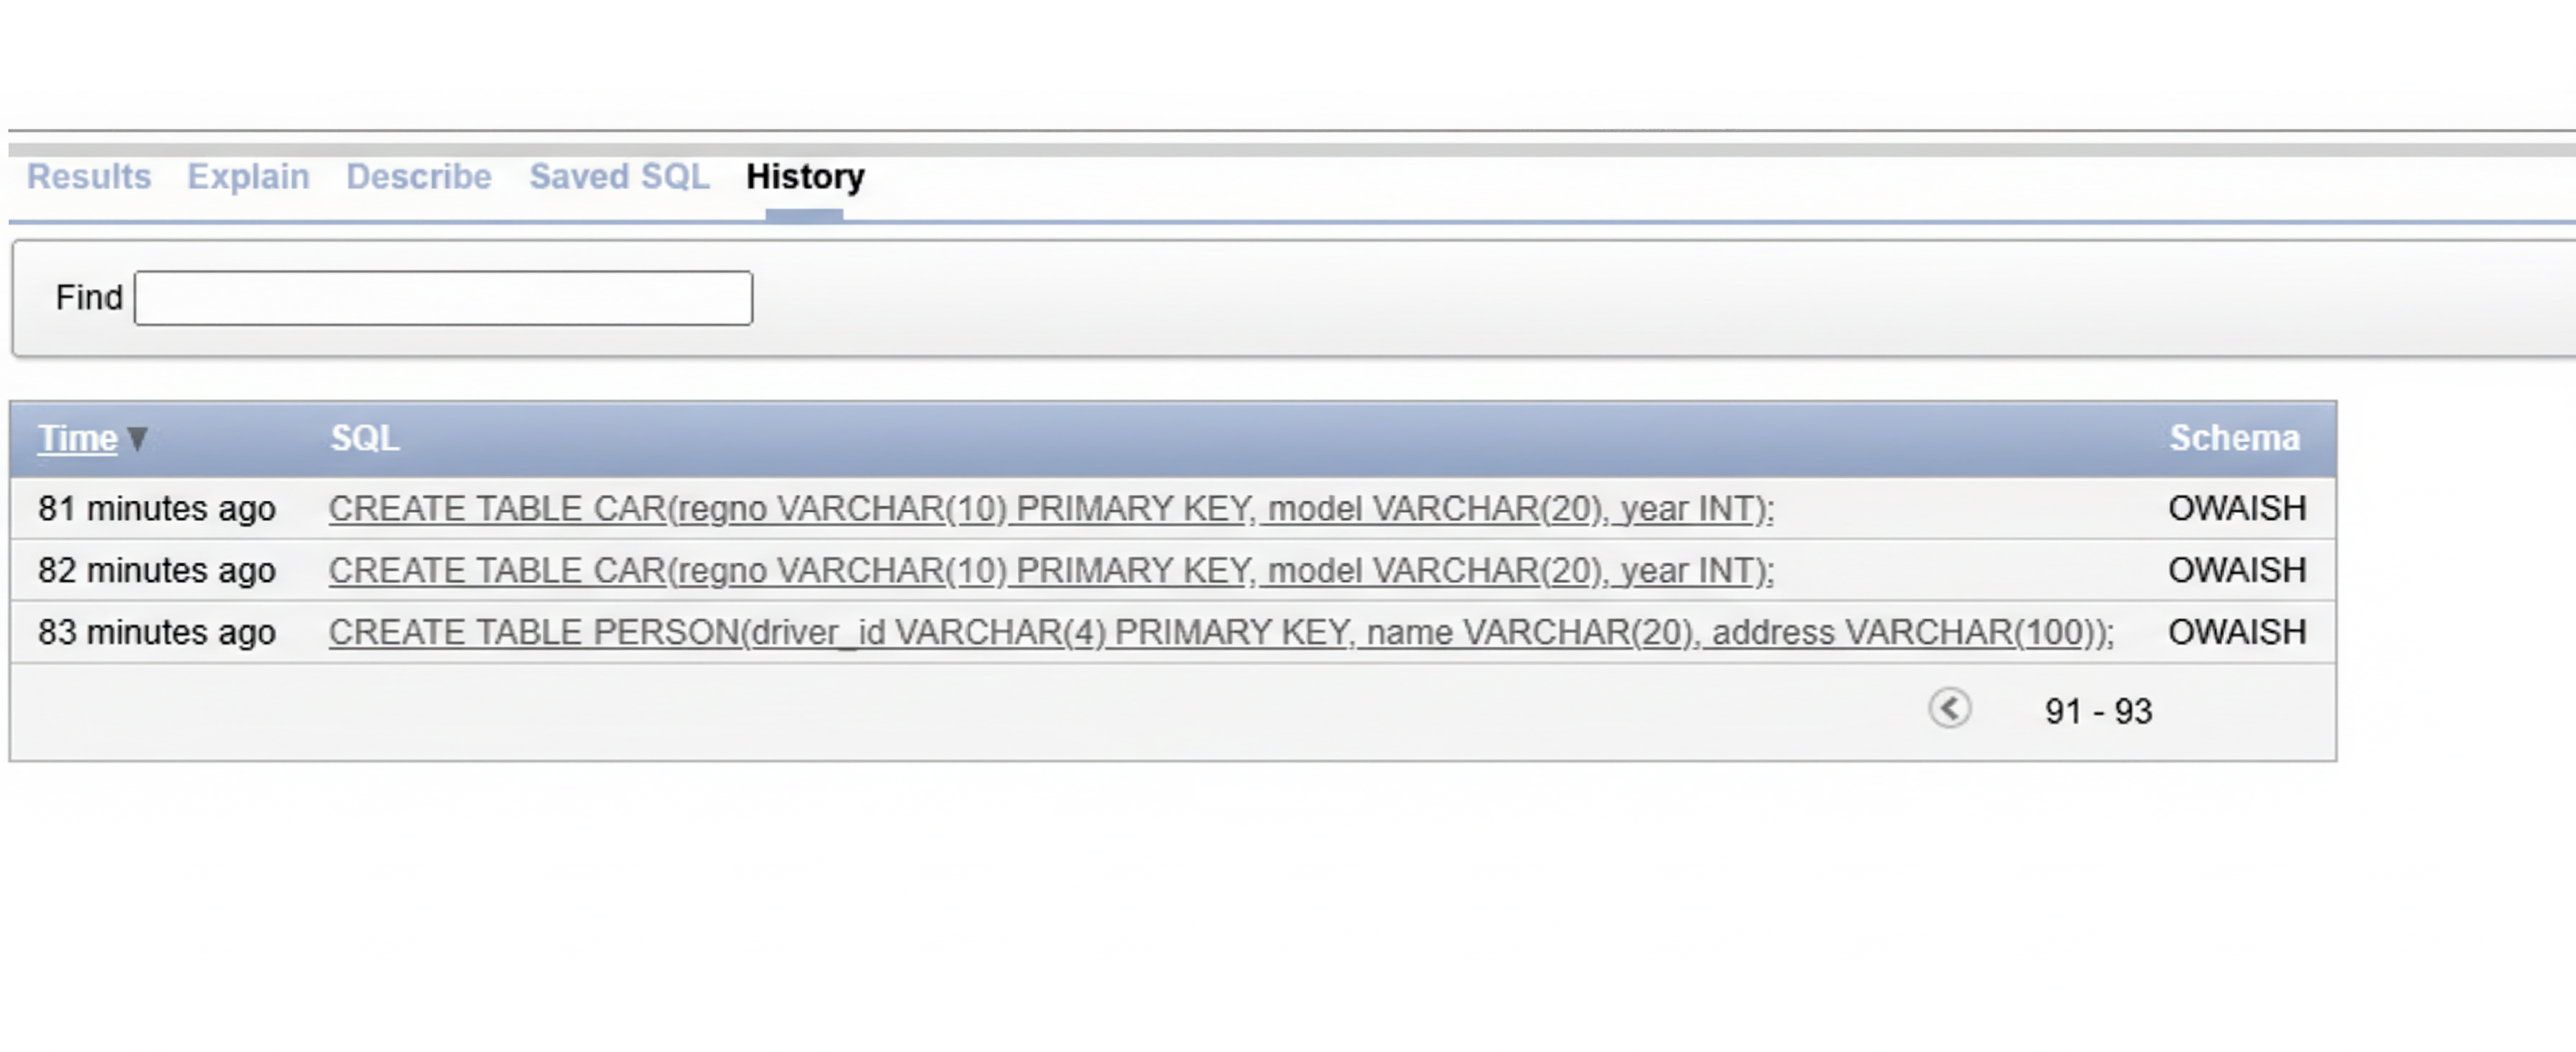 Results Explain Describe Saved SQL History
Find
Time ▼ SQL Schema
81 minutes ago CREATE TABLE CAR(regno VARCHAR(10) PRIMARY KEY, model VARCHAR(20), year INT); OWAISH
82 minutes ago CREATE TABLE CAR(regno VARCHAR(10) PRIMARY KEY, model VARCHAR(20), year INT); OWAISH
83 minutes ago CREATE TABLE PERSON(driver_id VARCHAR(4) PRIMARY KEY, name VARCHAR(20), address VARCHAR(100)); OWAISH
91 - 93